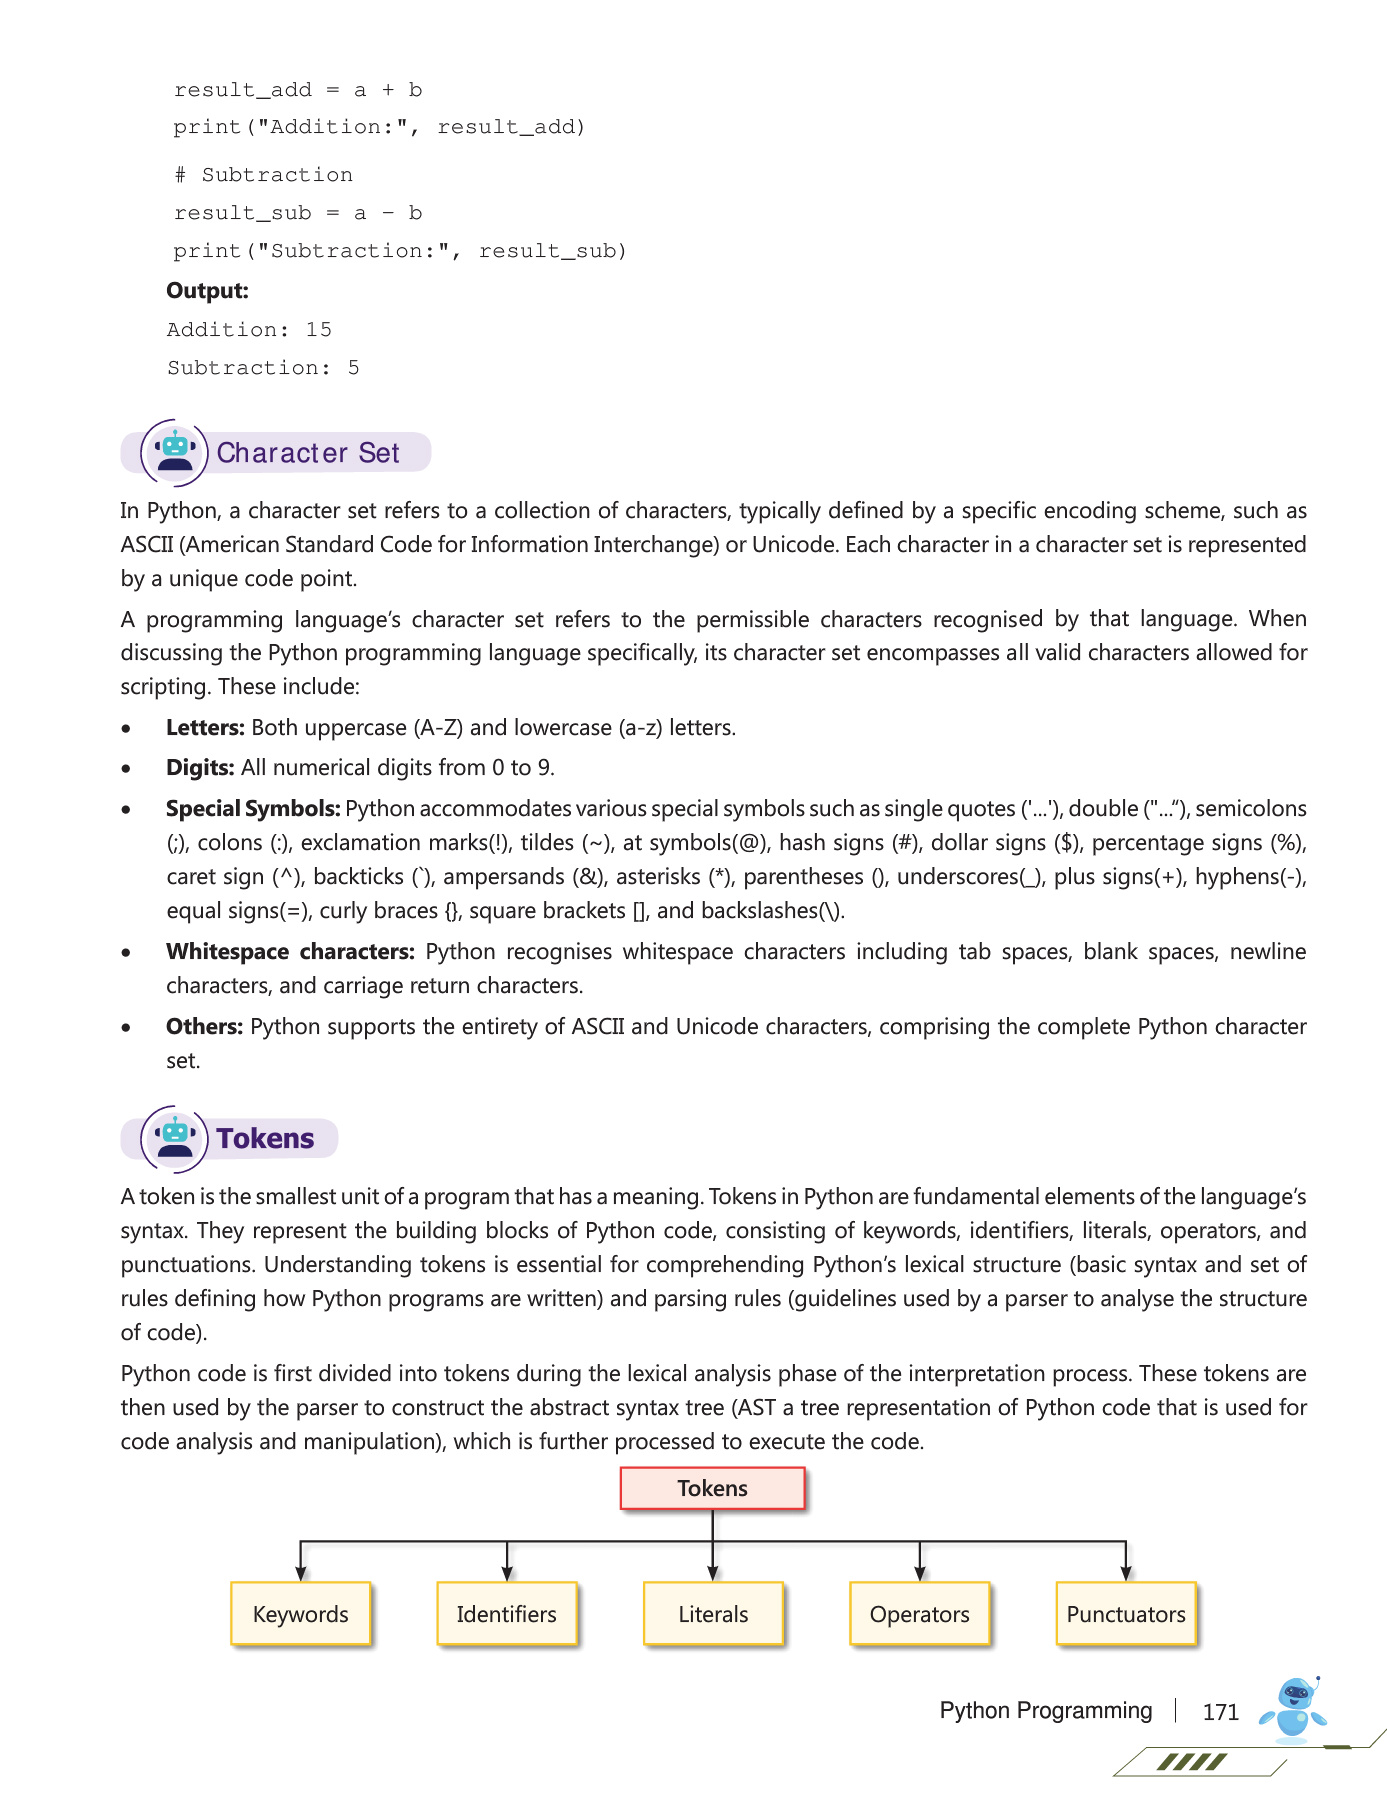 result_add = a + b
print("Addition:", result_add)
# Subtraction
result_sub = a – b
print("Subtraction:", result_sub)
Output:
Addition: 15
Subtraction: 5
Character Set
In Python, a character set refers to a collection of characters, typically defined by a specific encoding scheme, such as
ASCII (American Standard Code for Information Interchange) or Unicode. Each character in a character set is represented
by a unique code point.
A programming language’s character set refers to the permissible characters recognised by that language. When
discussing the Python programming language specifically, its character set encompasses all valid characters allowed for
scripting. These include:
• Letters: Both uppercase (A-Z) and lowercase (a-z) letters.
• Digits: All numerical digits from 0 to 9.
• Special Symbols: Python accommodates various special symbols such as single quotes ('...'), double ("...“), semicolons
(;), colons (:), exclamation marks(!), tildes (~), at symbols(@), hash signs (#), dollar signs ($), percentage signs (%),
caret sign (^), backticks (`), ampersands (&), asterisks (*), parentheses (), underscores(_), plus signs(+), hyphens(-),
equal signs(=), curly braces {}, square brackets [], and backslashes(\).
• Whitespace characters: Python recognises whitespace characters including tab spaces, blank spaces, newline
characters, and carriage return characters.
• Others: Python supports the entirety of ASCII and Unicode characters, comprising the complete Python character
set.
Tokens
A token is the smallest unit of a program that has a meaning. Tokens in Python are fundamental elements of the language’s
syntax. They represent the building blocks of Python code, consisting of keywords, identifiers, literals, operators, and
punctuations. Understanding tokens is essential for comprehending Python’s lexical structure (basic syntax and set of
rules defining how Python programs are written) and parsing rules (guidelines used by a parser to analyse the structure
of code).
Python code is first divided into tokens during the lexical analysis phase of the interpretation process. These tokens are
then used by the parser to construct the abstract syntax tree (AST a tree representation of Python code that is used for
code analysis and manipulation), which is further processed to execute the code.
Tokens
Keywords Identifiers Literals Operators Punctuators
Python Programming | 171